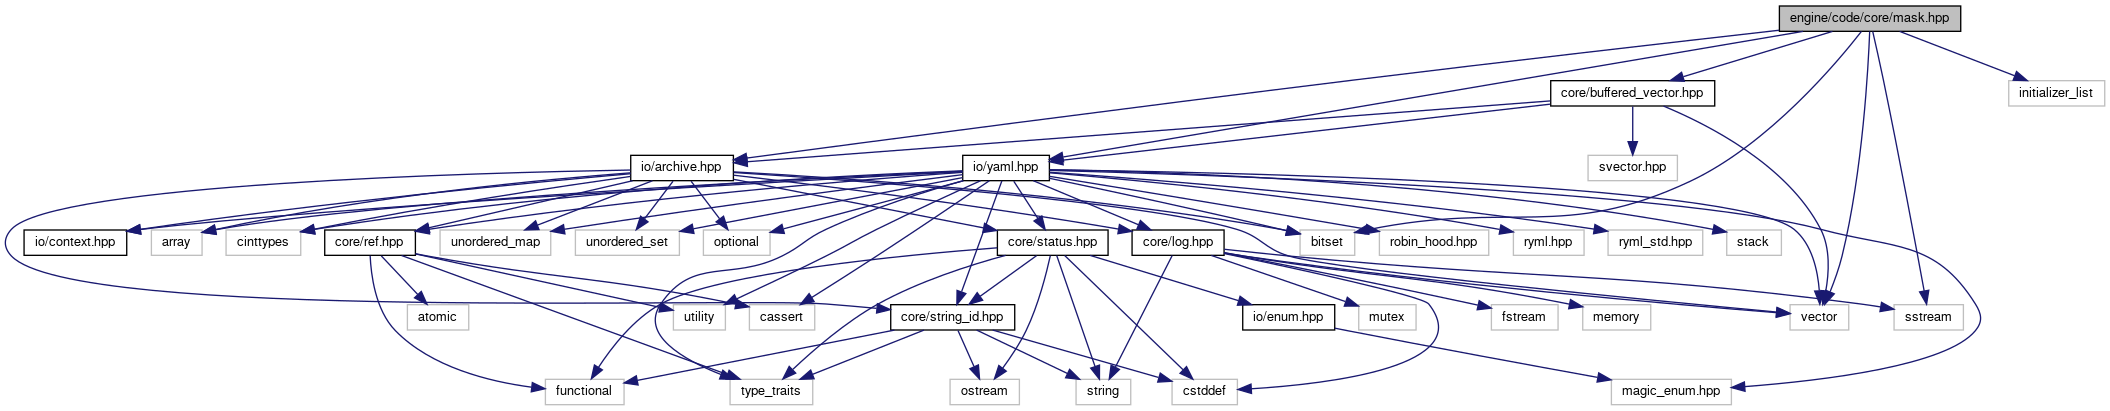 engine/code/core/mask.hpp
core/buffered_vector.hpp
initializer_list
io/archive.hpp
io/yaml.hpp
svector.hpp
io/context.hpp
array
cinttypes
core/ref.hpp
unordered_map
unordered_set
optional
core/status.hpp
core/log.hpp
bitset
robin_hood.hpp
ryml.hpp
ryml_std.hpp
stack
atomic
utility
cassert
core/string_id.hpp
io/enum.hpp
mutex
fstream
memory
vector
sstream
functional
type_traits
ostream
string
cstddef
magic_enum.hpp